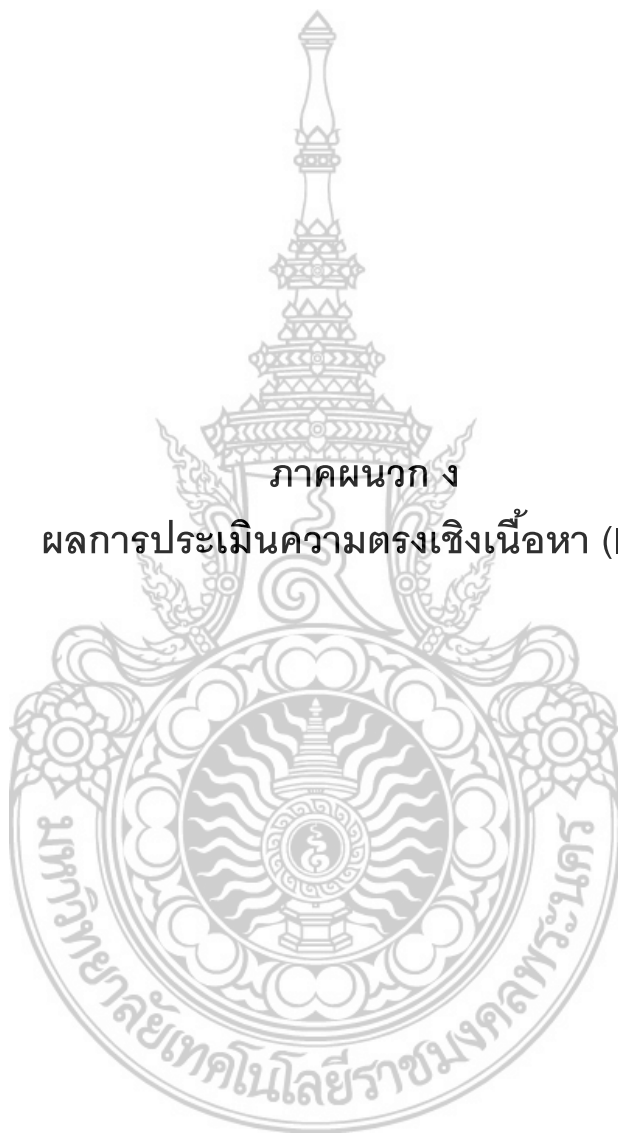 ภาคผนวก ง
ผลการประเมินความตรงเชิงเนื้อหา (
มหาวิทยาลัยเทคโนโลยีราชมงคลพระนคร